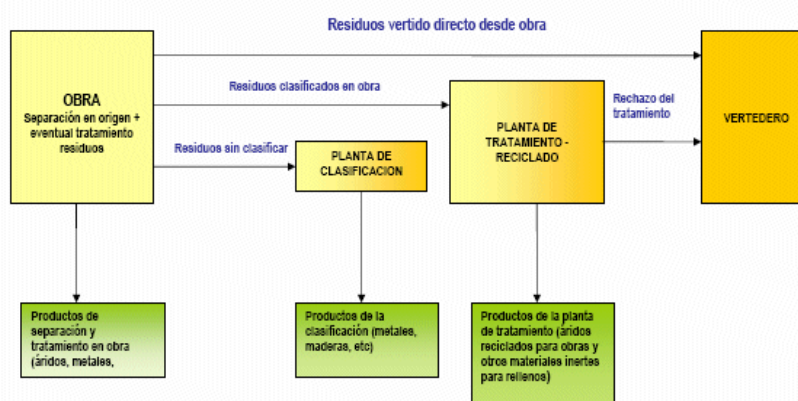 Residuos vertido directo desde obra
OBRA
Separación en origen +
eventual tratamiento
residuos
Residuos clasificados en obra
Residuos sin clasificar
PLANTA DE
CLASIFICACION
PLANTA DE
TRATAMIENTO -
RECICLADO
Rechazo del
tratamiento
VERTEDERO
Productos de
separación y
tratamiento en obra
(áridos, metales,
Productos de la
clasificación (metales,
maderas, etc)
Productos de la planta
de tratamiento (áridos
reciclados para obras y
otros materiales inertes
para rellenos)